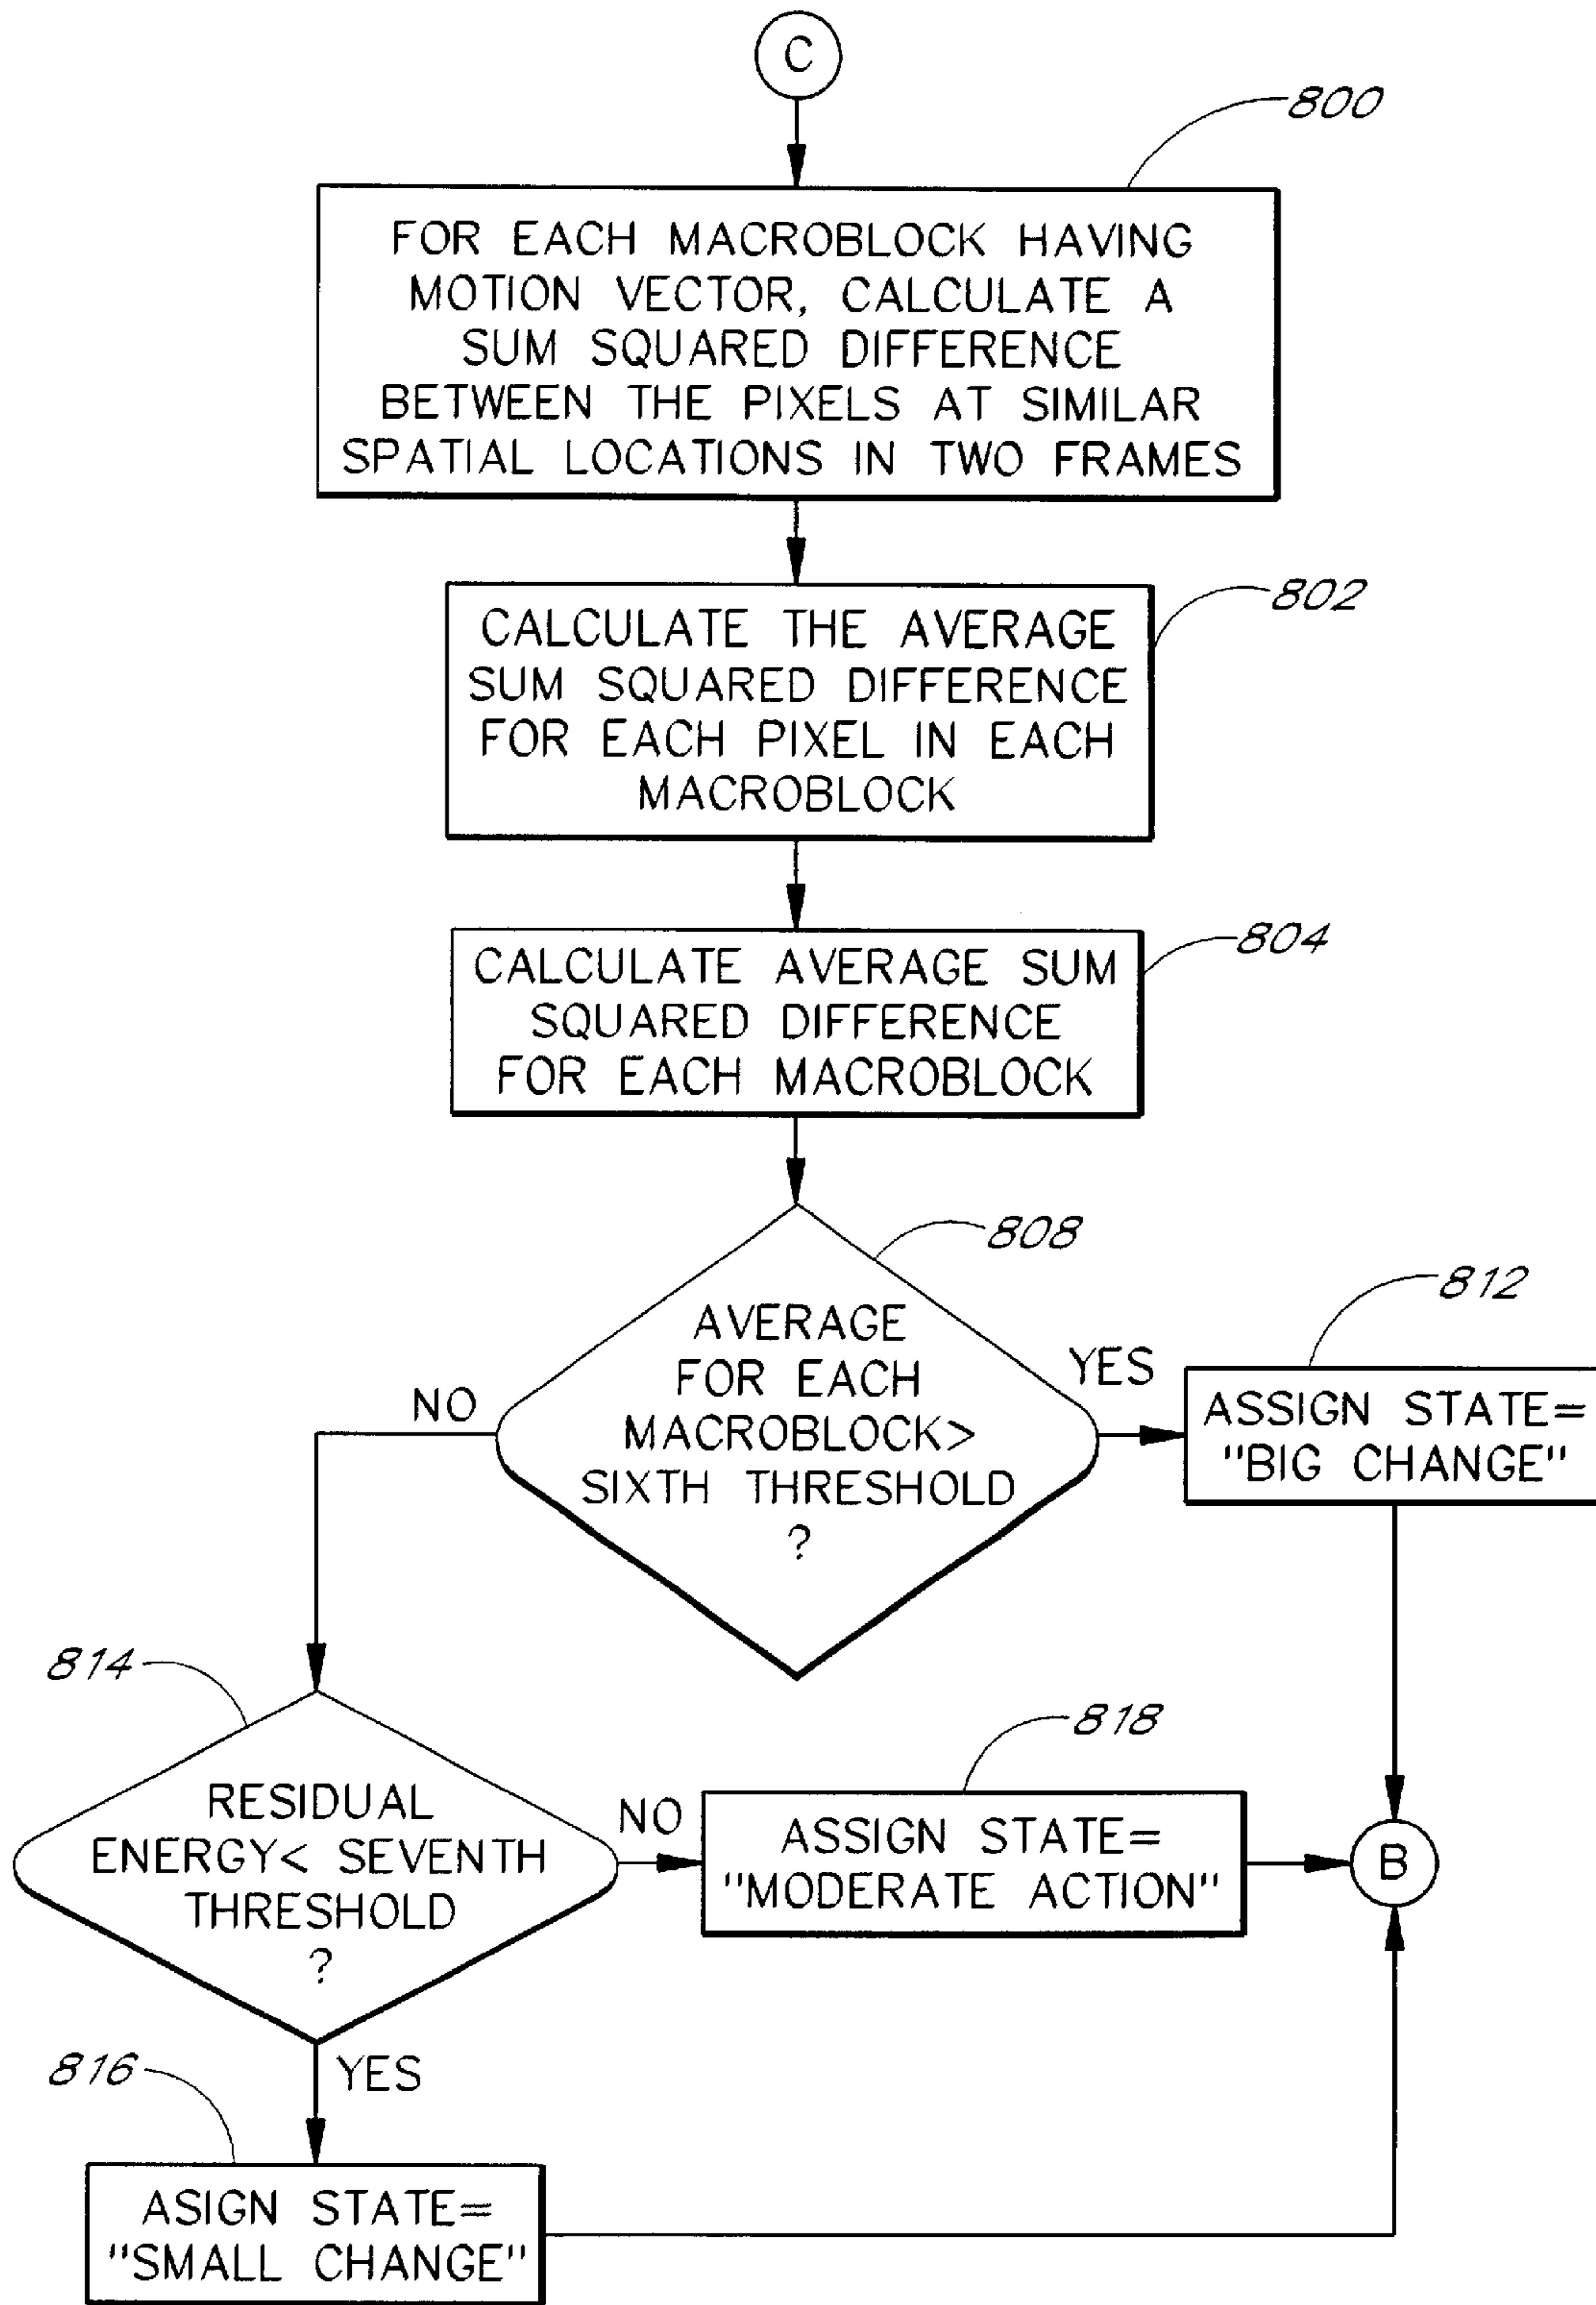 C
800
FOR EACH MACROBLOCK HAVING
MOTION VECTOR, CALCULATE A
SUM SQUARED DIFFERENCE
BETWEEN THE PIXELS AT SIMILAR
SPATIAL LOCATIONS IN TWO FRAMES
802
CALCULATE THE AVERAGE
SUM SQUARED DIFFERENCE
FOR EACH PIXEL IN EACH
MACROBLOCK
804
CALCULATE AVERAGE SUM
SQUARED DIFFERENCE
FOR EACH MACROBLOCK
808
AVERAGE
FOR EACH
MACROBLOCK>
SIXTH THRESHOLD
?
NO
YES
812
ASSIGN STATE=
"BIG CHANGE"
814
RESIDUAL
ENERGY< SEVENTH
THRESHOLD
?
NO
818
ASSIGN STATE=
"MODERATE ACTION"
B
YES
816
ASIGN STATE=
"SMALL CHANGE"